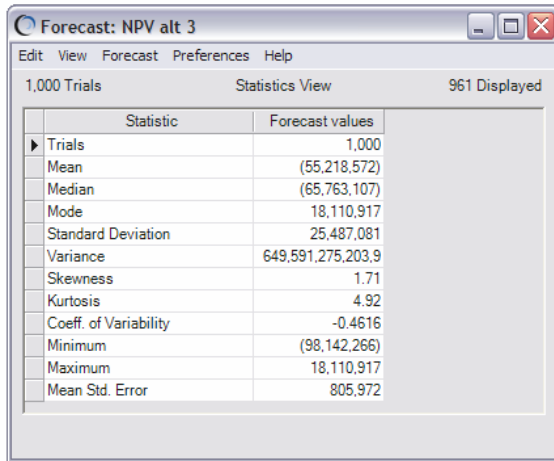 Forecast: NPV alt 3
Edit View Forecast Preferences Help
1,000 Trials Statistics View 961 Displayed
Statistic Forecast values
Trials 1,000
Mean (55,218,572)
Median (65,763,107)
Mode 18,110,917
Standard Deviation 25,487,081
Variance 649,591,275,203,9
Skewness 1.71
Kurtosis 4.92
Coeff. of Variability -0.4616
Minimum (98,142,266)
Maximum 18,110,917
Mean Std. Error 805,972